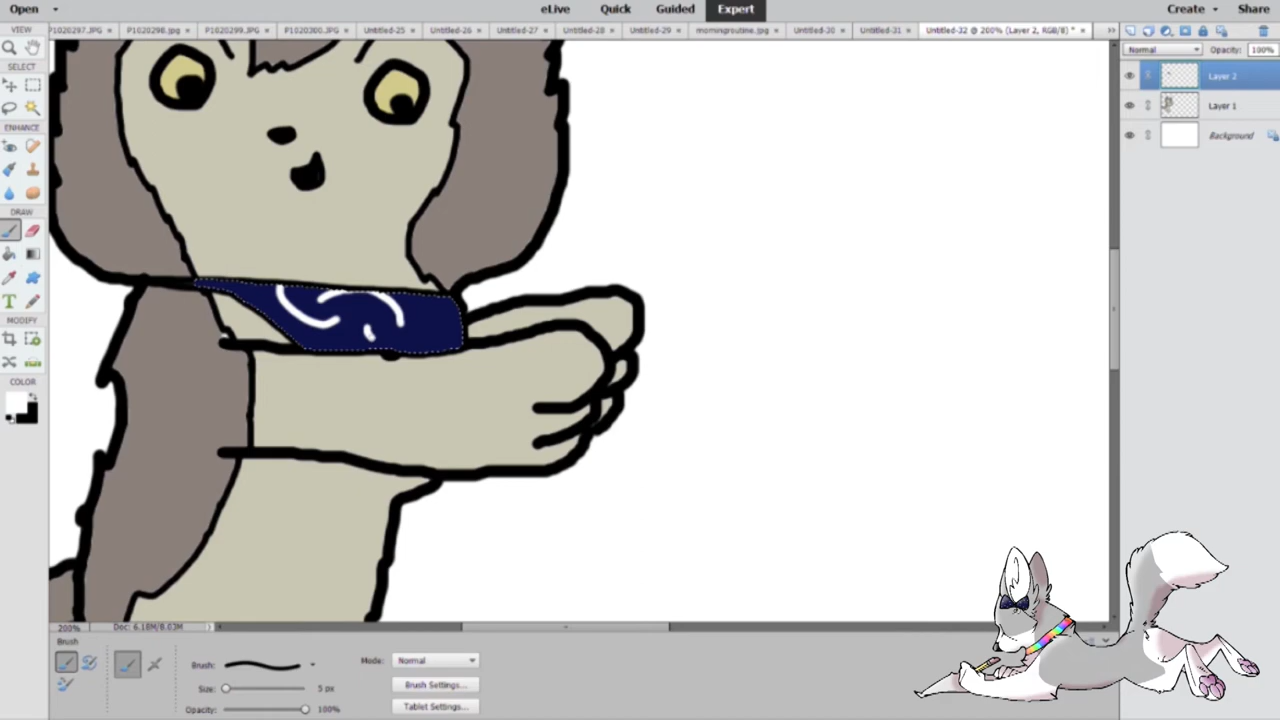 Open eLive Quick Guided Expert Create Share
VIEW P1020297.JPG P1020298.jpg P1020299.JPG P1020300.JPG Untitled-25 Untitled-26 Untitled-27 Untitled-28 Untitled-29 morningroutine.jpg Untitled-30 Untitled-31 Untitled-32 @ 200% (Layer 2, RGB/8) *
Normal Opacity: 100%
SELECT
Layer 2
Layer 1
ENHANCE
Background
DRAW
T
MODIFY
COLOR
200% Doc: 6.18M/8.03M
Brush
Brush: Mode: Normal
Size: 5 px Brush Settings...
Opacity: 100% Tablet Settings...